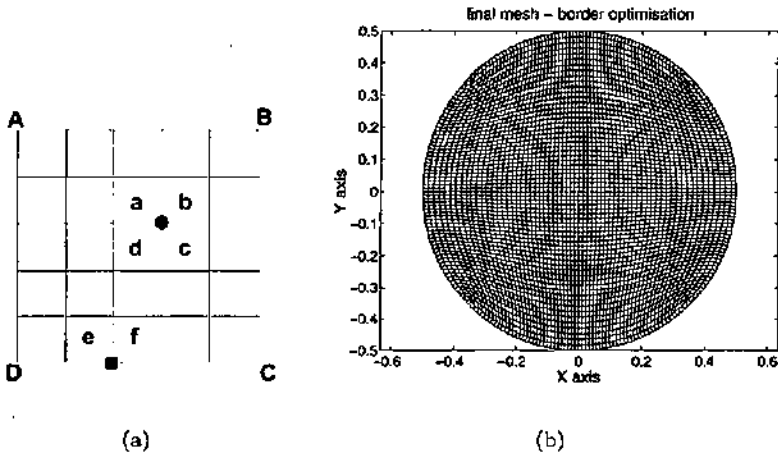 A B
a b
d c
e f
D C
(a)
final mesh – border optimisation
Y axis
0.5
0.4
0.3
0.2
0.1
0
−0.1
−0.2
−0.3
−0.4
−0.5
−0.6 −0.4 −0.2 0 0.2 0.4 0.6
X axis
(b)